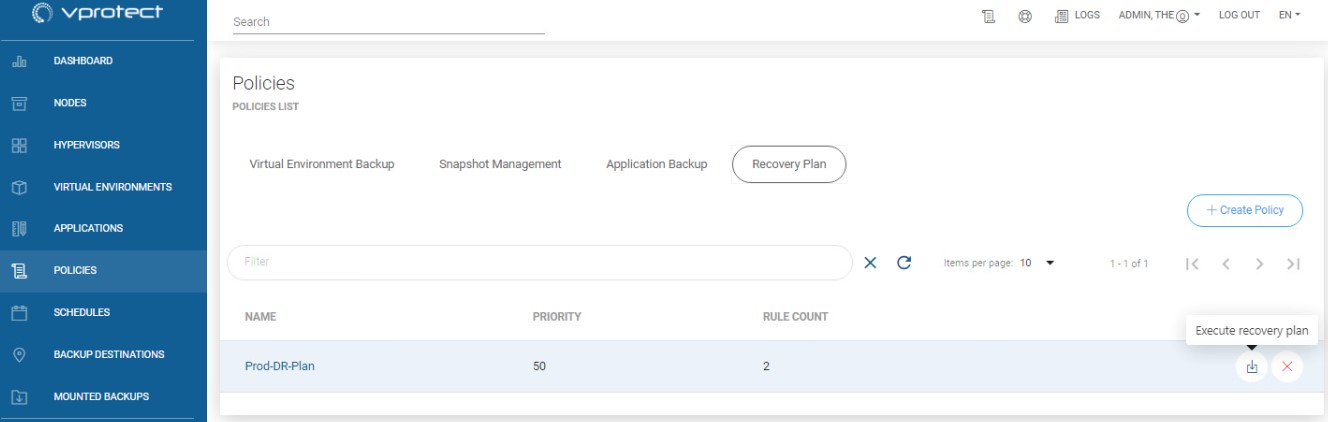 vprotect
DASHBOARD
NODES
HYPERVISORS
VIRTUAL ENVIRONMENTS
APPLICATIONS
POLICIES
SCHEDULES
BACKUP DESTINATIONS
MOUNTED BACKUPS
Search
LOGS ADMIN, THE LOG OUT EN
Policies
POLICIES LIST
Virtual Environment Backup Snapshot Management Application Backup Recovery Plan
+ Create Policy
Filter Items per page: 10 1 - 1 of 1
NAME PRIORITY RULE COUNT
Execute recovery plan
Prod-DR-Plan 50 2